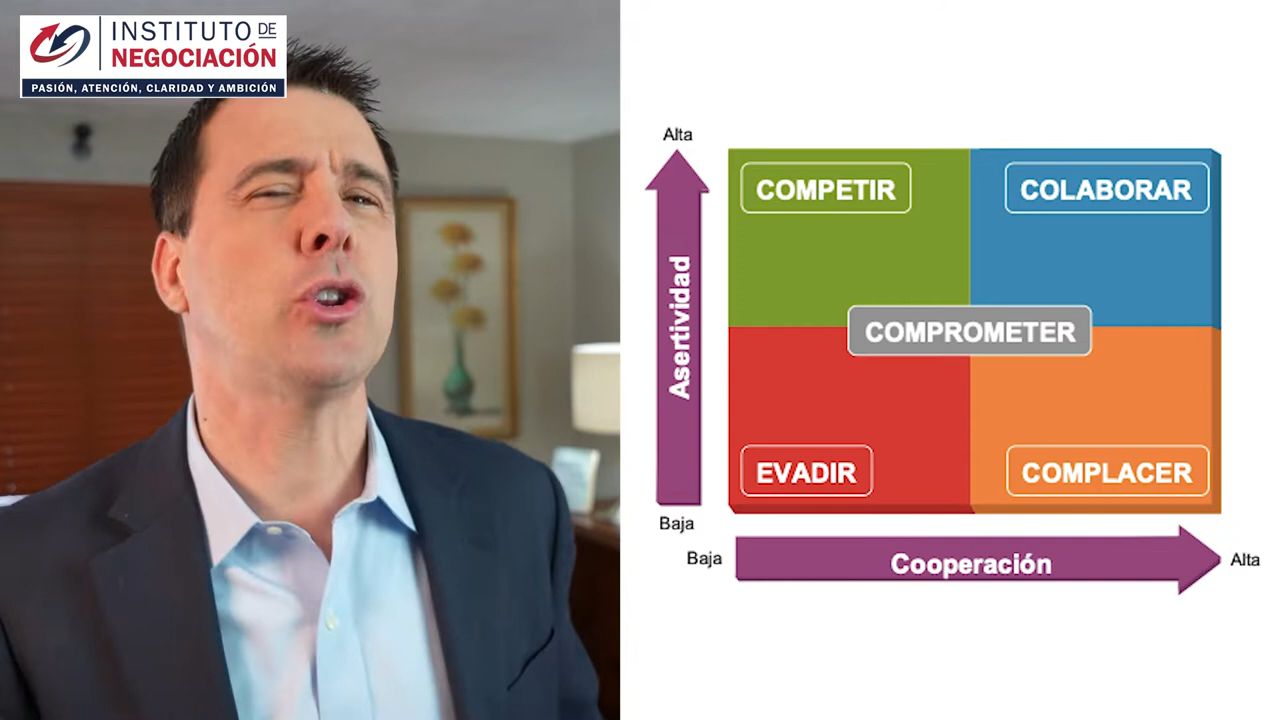 INSTITUTO DE
NEGOCIACIÓN
PASIÓN, ATENCIÓN, CLARIDAD Y AMBICIÓN
Alta
COMPETIR
COLABORAR
Asertividad
COMPROMETER
EVADIR
COMPLACER
Baja
Baja
Cooperación
Alta